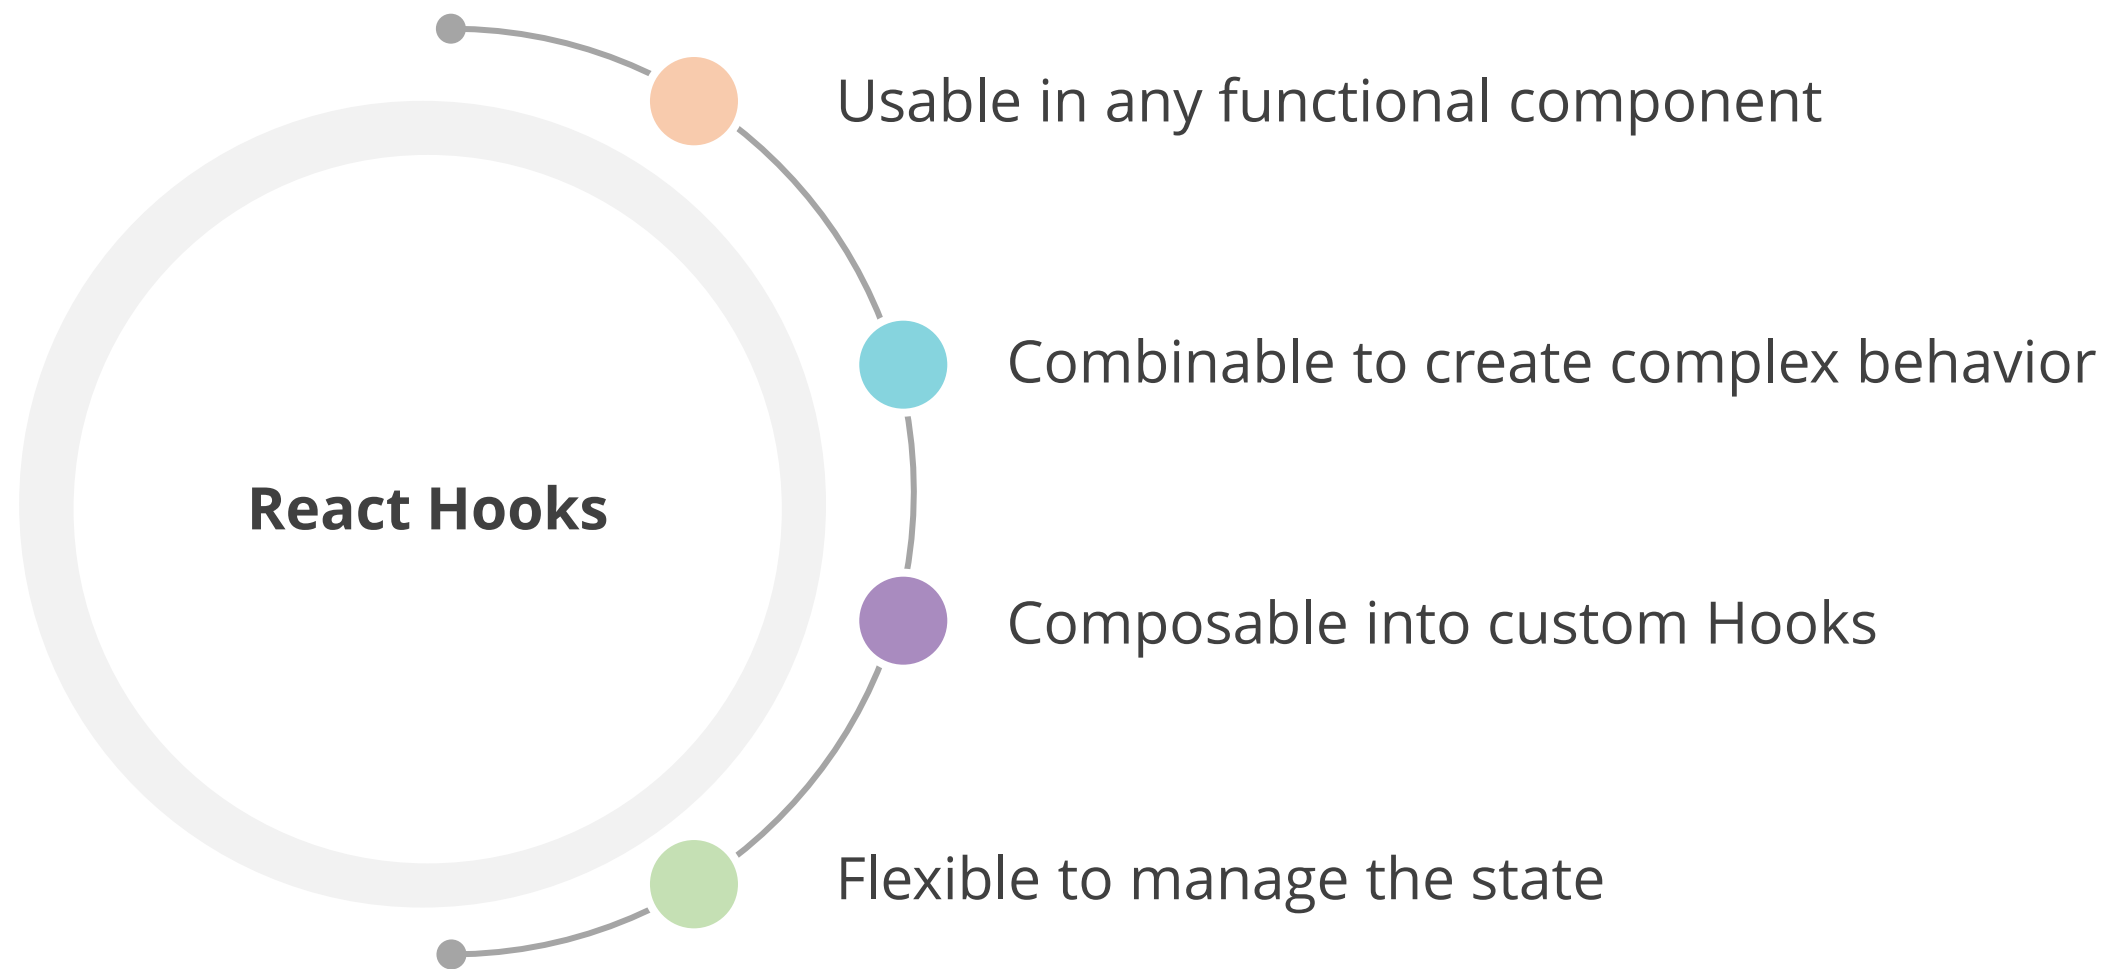 Usable in any functional component
Combinable to create complex behavior
React Hooks
Composable into custom Hooks
Flexible to manage the state